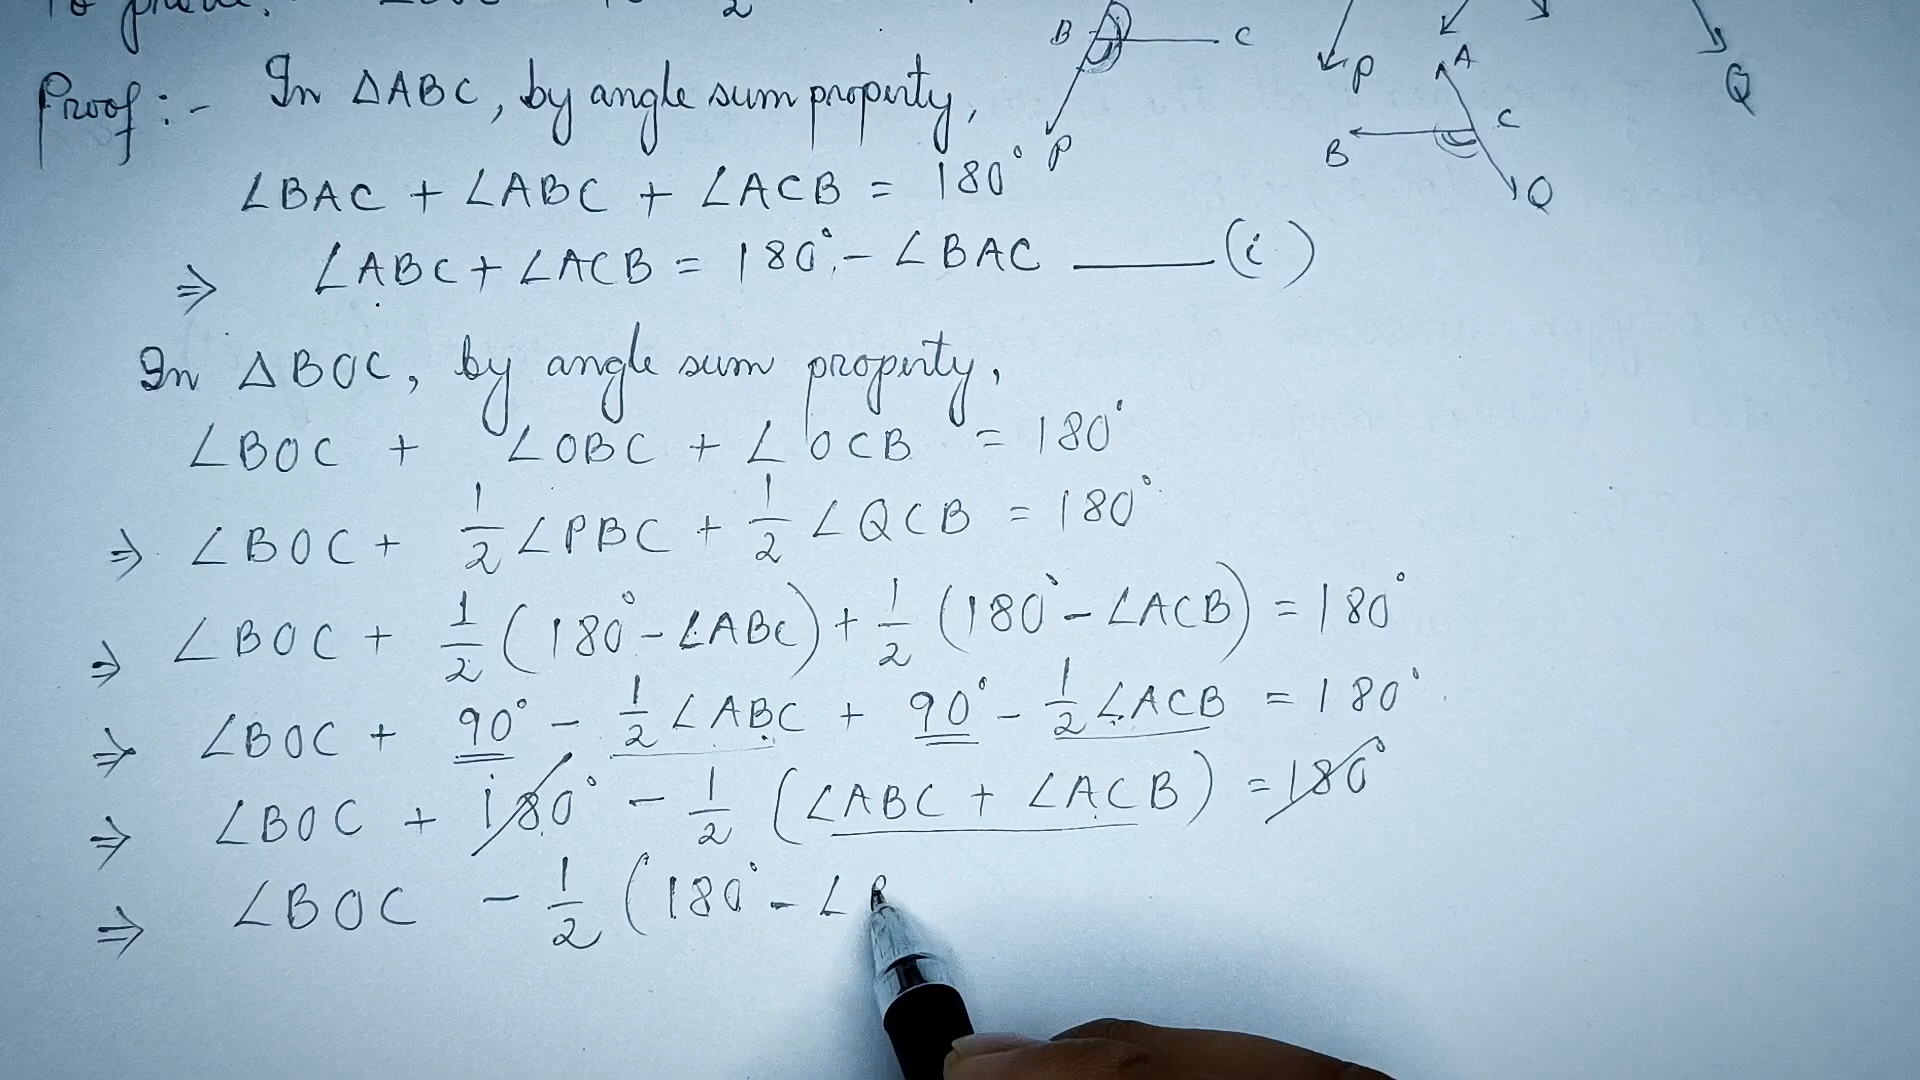 2
Proof :- In ΔABC, by angle sum property,
∠BAC + ∠ABC + ∠ACB = 180°
⇒ ∠ABC + ∠ACB = 180° - ∠BAC ——— (i)
In ΔBOC, by angle sum property,
∠BOC + ∠OBC + ∠OCB = 180°
⇒ ∠BOC + 1/2 ∠PBC + 1/2 ∠QCB = 180°
⇒ ∠BOC + 1/2 (180° - ∠ABC) + 1/2 (180° - ∠ACB) = 180°
⇒ ∠BOC + 90° - 1/2 ∠ABC + 90° - 1/2 ∠ACB = 180°
⇒ ∠BOC + 180° - 1/2 (∠ABC + ∠ACB) = 180°
⇒ ∠BOC - 1/2 (180° - ∠
B C
P
P
Q
A
B C
Q